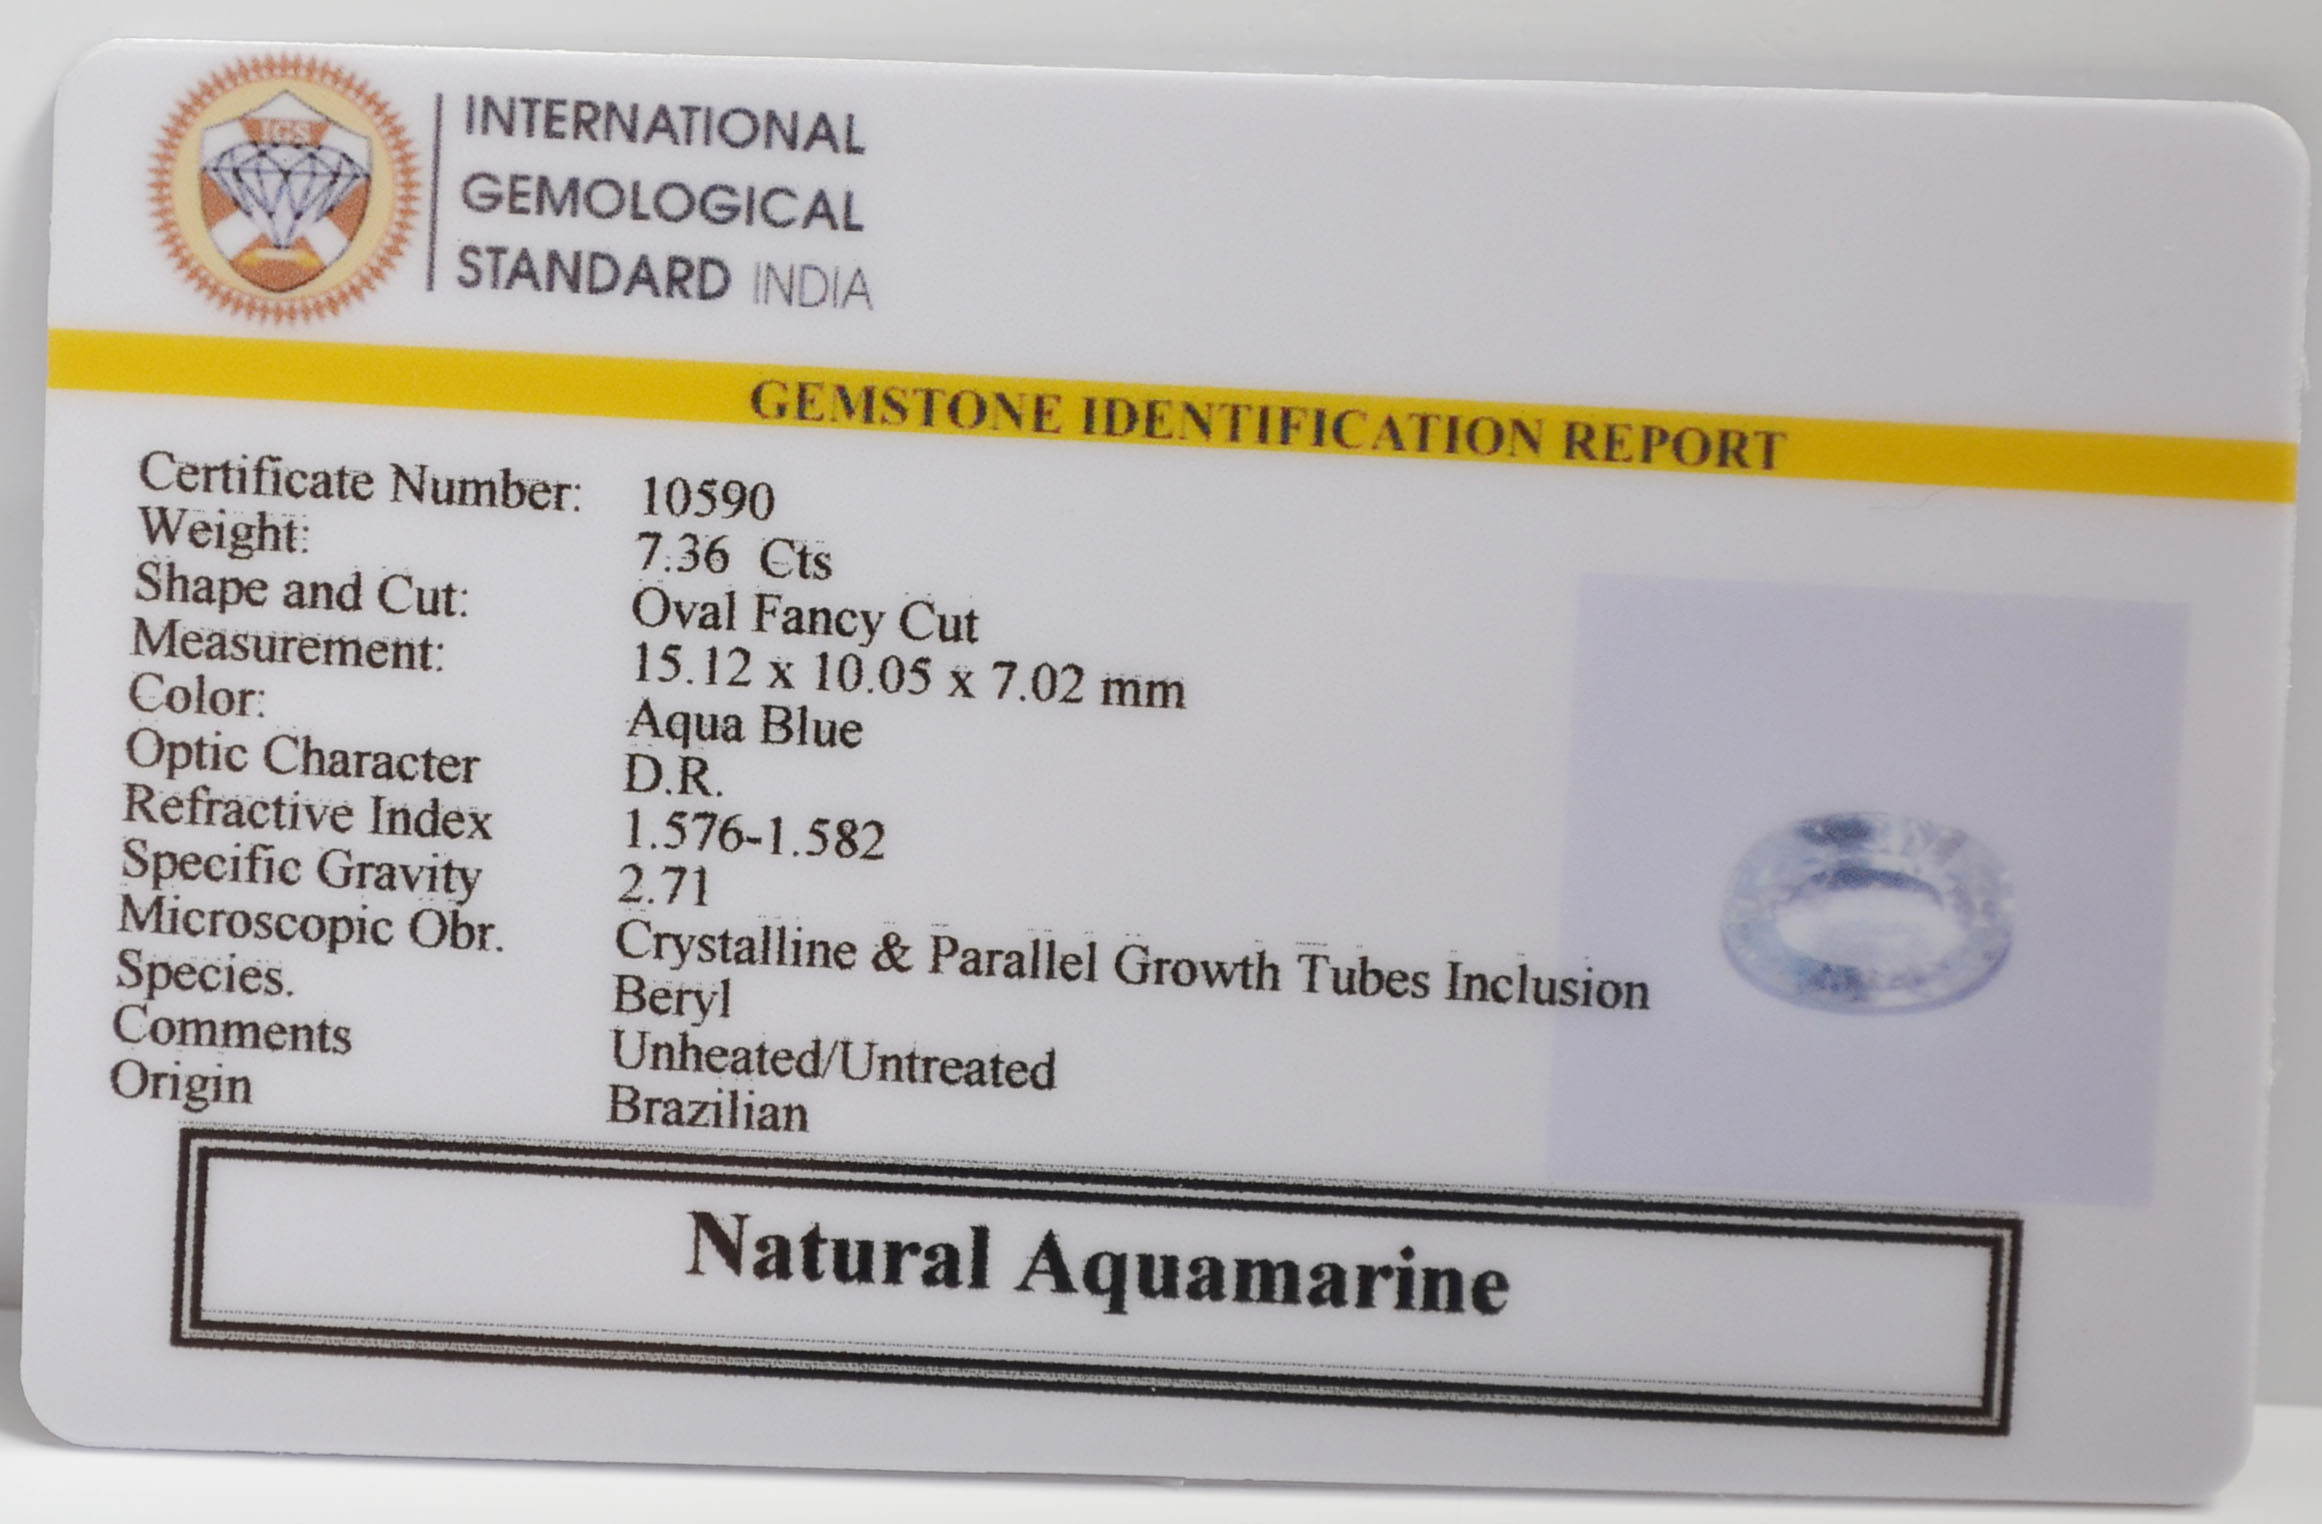 IGS
INTERNATIONAL
GEMOLOGICAL
STANDARD INDIA
GEMSTONE IDENTIFICATION REPORT
Certificate Number: 10590
Weight: 7.36 Cts
Shape and Cut: Oval Fancy Cut
Measurement: 15.12 x 10.05 x 7.02 mm
Color: Aqua Blue
Optic Character D.R.
Refractive Index 1.576-1.582
Specific Gravity 2.71
Microscopic Obr. Crystalline & Parallel Growth Tubes Inclusion
Species. Beryl
Comments Unheated/Untreated
Origin Brazilian
Natural Aquamarine